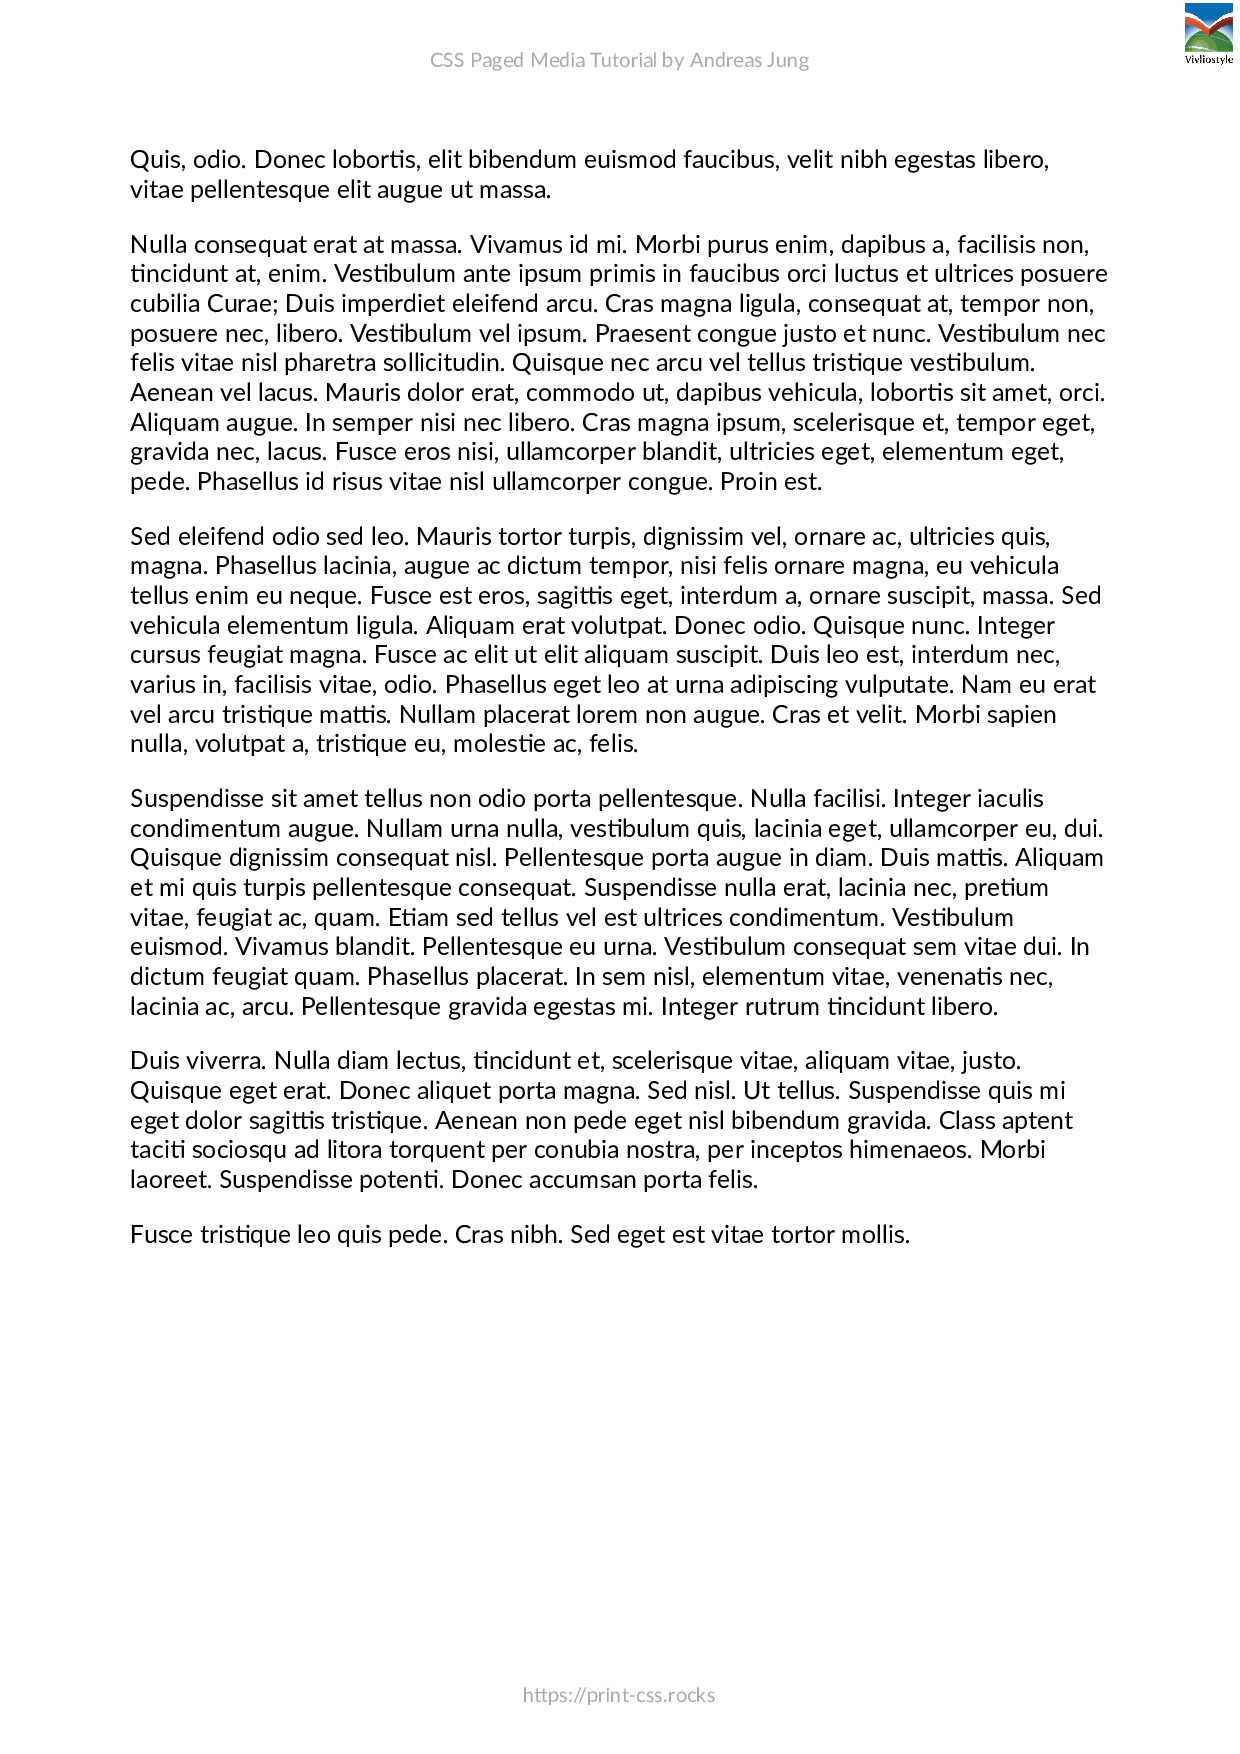 CSS Paged Media Tutorial by Andreas Jung
Vivliostyle
Quis, odio. Donec lobortis, elit bibendum euismod faucibus, velit nibh egestas libero,
vitae pellentesque elit augue ut massa.
Nulla consequat erat at massa. Vivamus id mi. Morbi purus enim, dapibus a, facilisis non,
tincidunt at, enim. Vestibulum ante ipsum primis in faucibus orci luctus et ultrices posuere
cubilia Curae; Duis imperdiet eleifend arcu. Cras magna ligula, consequat at, tempor non,
posuere nec, libero. Vestibulum vel ipsum. Praesent congue justo et nunc. Vestibulum nec
felis vitae nisl pharetra sollicitudin. Quisque nec arcu vel tellus tristique vestibulum.
Aenean vel lacus. Mauris dolor erat, commodo ut, dapibus vehicula, lobortis sit amet, orci.
Aliquam augue. In semper nisi nec libero. Cras magna ipsum, scelerisque et, tempor eget,
gravida nec, lacus. Fusce eros nisi, ullamcorper blandit, ultricies eget, elementum eget,
pede. Phasellus id risus vitae nisl ullamcorper congue. Proin est.
Sed eleifend odio sed leo. Mauris tortor turpis, dignissim vel, ornare ac, ultricies quis,
magna. Phasellus lacinia, augue ac dictum tempor, nisi felis ornare magna, eu vehicula
tellus enim eu neque. Fusce est eros, sagittis eget, interdum a, ornare suscipit, massa. Sed
vehicula elementum ligula. Aliquam erat volutpat. Donec odio. Quisque nunc. Integer
cursus feugiat magna. Fusce ac elit ut elit aliquam suscipit. Duis leo est, interdum nec,
varius in, facilisis vitae, odio. Phasellus eget leo at urna adipiscing vulputate. Nam eu erat
vel arcu tristique mattis. Nullam placerat lorem non augue. Cras et velit. Morbi sapien
nulla, volutpat a, tristique eu, molestie ac, felis.
Suspendisse sit amet tellus non odio porta pellentesque. Nulla facilisi. Integer iaculis
condimentum augue. Nullam urna nulla, vestibulum quis, lacinia eget, ullamcorper eu, dui.
Quisque dignissim consequat nisl. Pellentesque porta augue in diam. Duis mattis. Aliquam
et mi quis turpis pellentesque consequat. Suspendisse nulla erat, lacinia nec, pretium
vitae, feugiat ac, quam. Etiam sed tellus vel est ultrices condimentum. Vestibulum
euismod. Vivamus blandit. Pellentesque eu urna. Vestibulum consequat sem vitae dui. In
dictum feugiat quam. Phasellus placerat. In sem nisl, elementum vitae, venenatis nec,
lacinia ac, arcu. Pellentesque gravida egestas mi. Integer rutrum tincidunt libero.
Duis viverra. Nulla diam lectus, tincidunt et, scelerisque vitae, aliquam vitae, justo.
Quisque eget erat. Donec aliquet porta magna. Sed nisl. Ut tellus. Suspendisse quis mi
eget dolor sagittis tristique. Aenean non pede eget nisl bibendum gravida. Class aptent
taciti sociosqu ad litora torquent per conubia nostra, per inceptos himenaeos. Morbi
laoreet. Suspendisse potenti. Donec accumsan porta felis.
Fusce tristique leo quis pede. Cras nibh. Sed eget est vitae tortor mollis.
https://print-css.rocks